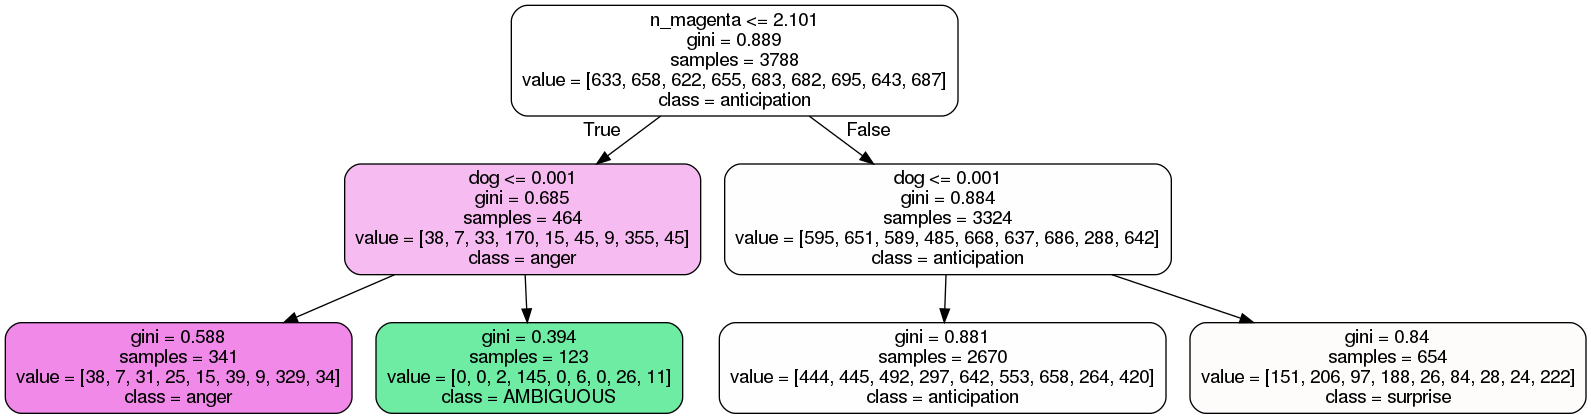 n_magenta <= 2.101
gini = 0.889
samples = 3788
value = [633, 658, 622, 655, 683, 682, 695, 643, 687]
class = anticipation
True
False
dog <= 0.001
gini = 0.685
samples = 464
value = [38, 7, 33, 170, 15, 45, 9, 355, 45]
class = anger
dog <= 0.001
gini = 0.884
samples = 3324
value = [595, 651, 589, 485, 668, 637, 686, 288, 642]
class = anticipation
gini = 0.588
samples = 341
value = [38, 7, 31, 25, 15, 39, 9, 329, 34]
class = anger
gini = 0.394
samples = 123
value = [0, 0, 2, 145, 0, 6, 0, 26, 11]
class = AMBIGUOUS
gini = 0.881
samples = 2670
value = [444, 445, 492, 297, 642, 553, 658, 264, 420]
class = anticipation
gini = 0.84
samples = 654
value = [151, 206, 97, 188, 26, 84, 28, 24, 222]
class = surprise